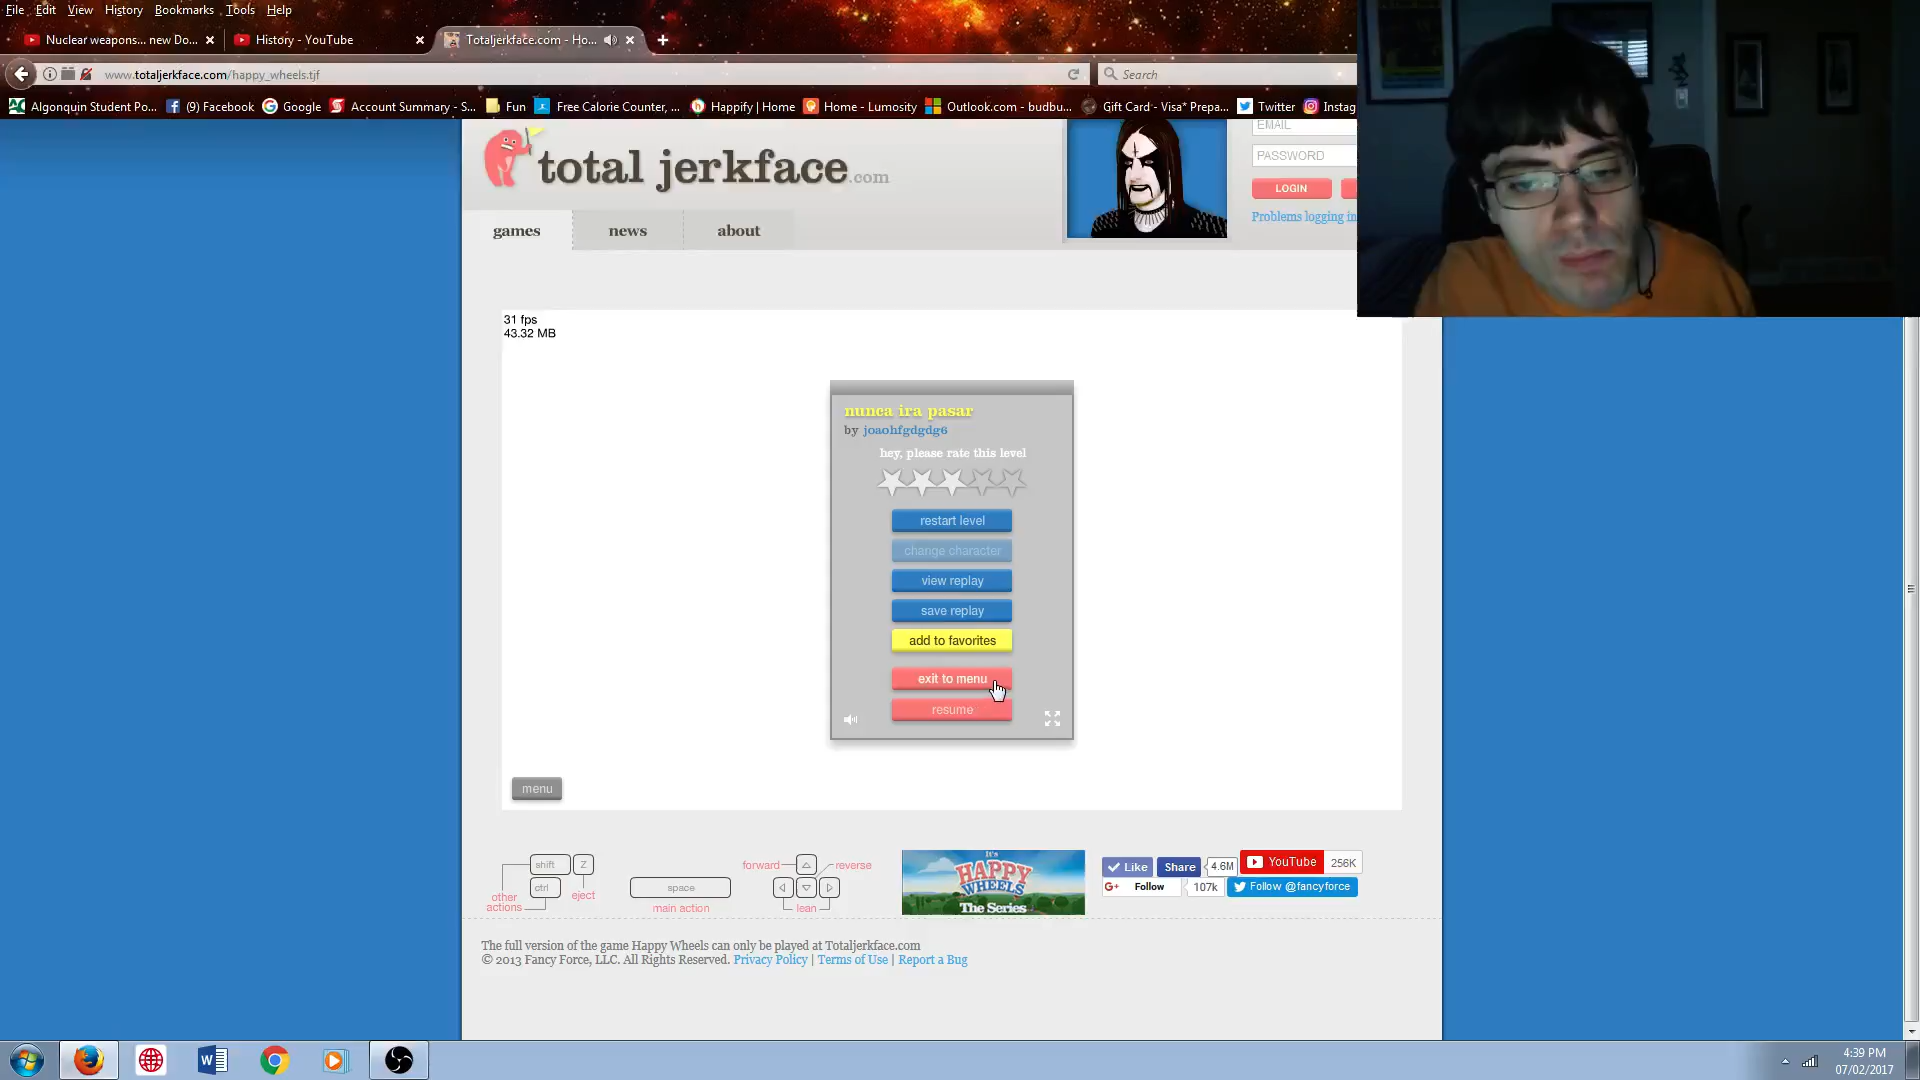 File Edit View History Bookmarks Tools Help
Nuclear weapons... new Do... History - YouTube Totaljerkface.com - Ho...
www.totaljerkface.com/happy_wheels.tjf Search
Algonquin Student Po... (9) Facebook Google Account Summary - S... Fun Free Calorie Counter, ... Happify | Home Home - Lumosity Outlook.com - budbu... Gift Card - Visa* Prepa... Twitter Instag
total jerkface.com
EMAIL
PASSWORD
LOGIN
Problems logging in
games news about
31 fps
43.32 MB
nunca ira pasar
by joaohfgdgdg6
hey, please rate this level
restart level
change character
view replay
save replay
add to favorites
exit to menu
resume
menu
shift Z
ctrl
other actions
eject
space
main action
forward
reverse
lean
It's
HAPPY WHEELS
The Series
Like Share 4.6M YouTube 256K
G+ Follow 107k Follow @fancyforce
The full version of the game Happy Wheels can only be played at Totaljerkface.com
© 2013 Fancy Force, LLC. All Rights Reserved. Privacy Policy | Terms of Use | Report a Bug
4:39 PM
07/02/2017